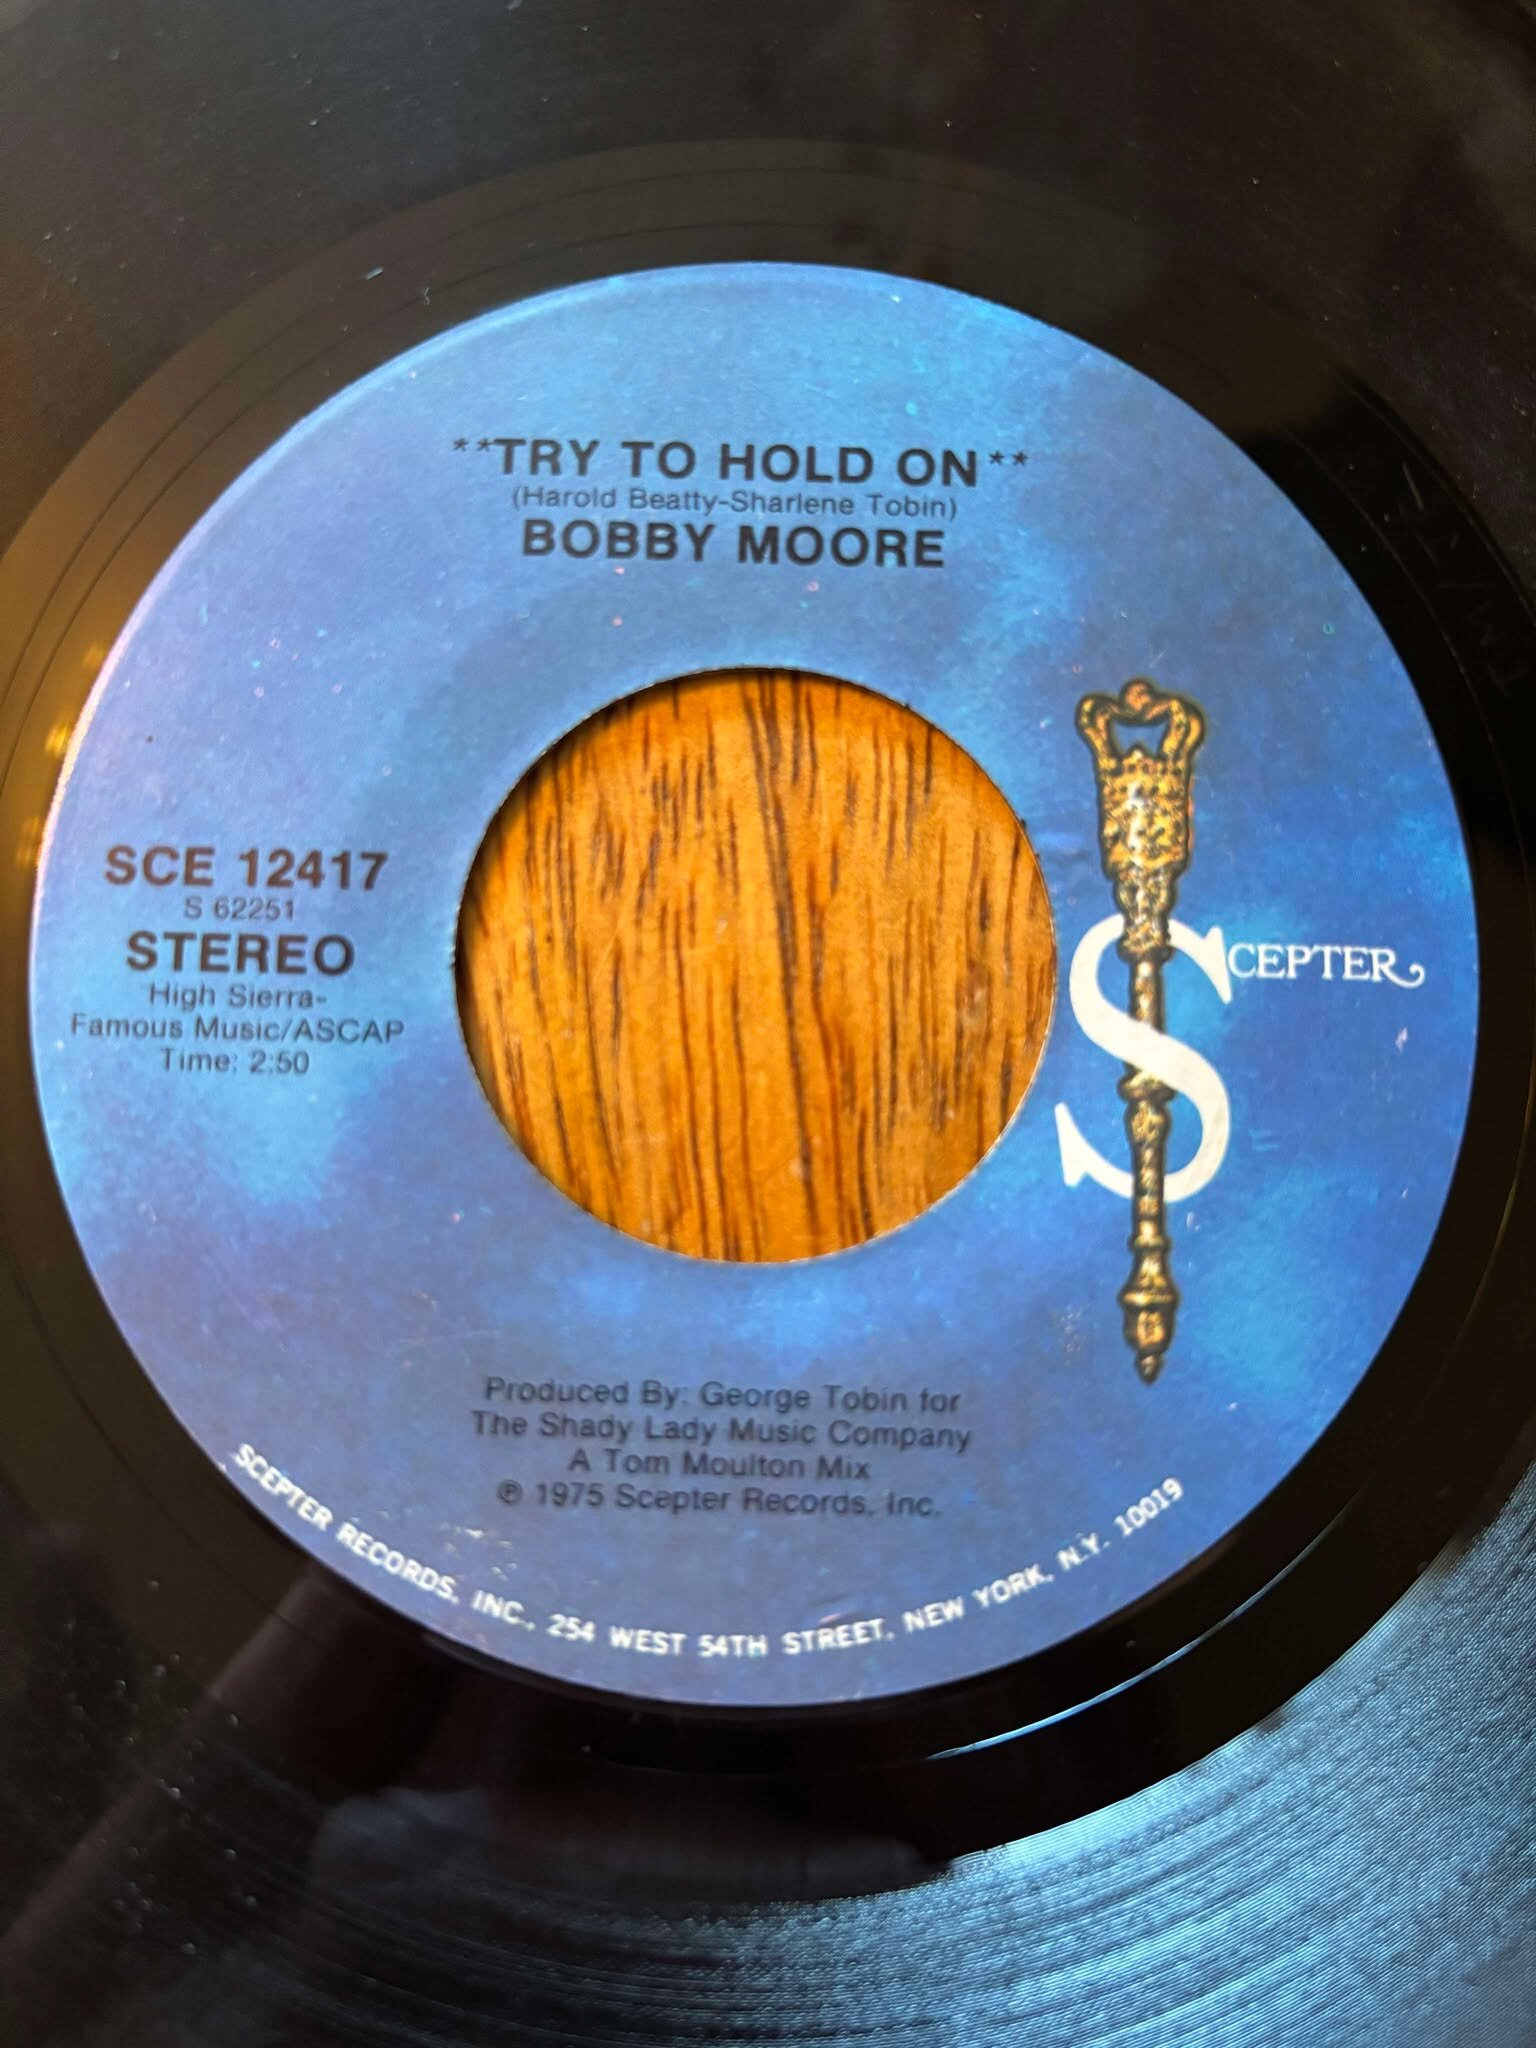 **TRY TO HOLD ON**
(Harold Beatty-Sharlene Tobin)
BOBBY MOORE
SCE 12417
S 62251
STEREO
High Sierra-
Famous Music/ASCAP
Time: 2:50
SCEPTER
Produced By: George Tobin for
The Shady Lady Music Company
A Tom Moulton Mix
℗ 1975 Scepter Records, Inc.
SCEPTER RECORDS, INC., 254 WEST 54TH STREET, NEW YORK, N.Y. 10019